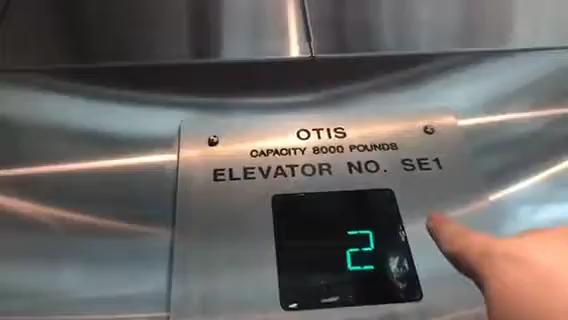 OTIS
CAPACITY 8000 POUNDS
ELEVATOR NO. SE1
2